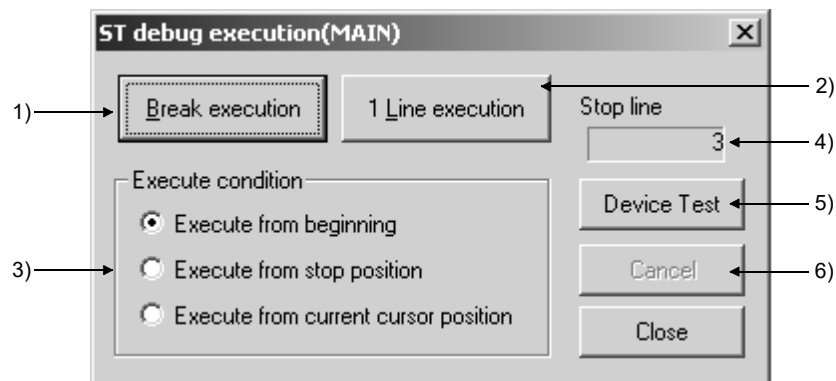 ST debug execution(MAIN)
1)
Break execution
1 Line execution
2)
Stop line
3
4)
Execute condition
Device Test
5)
Execute from beginning
3)
Execute from stop position
Cancel
6)
Execute from current cursor position
Close